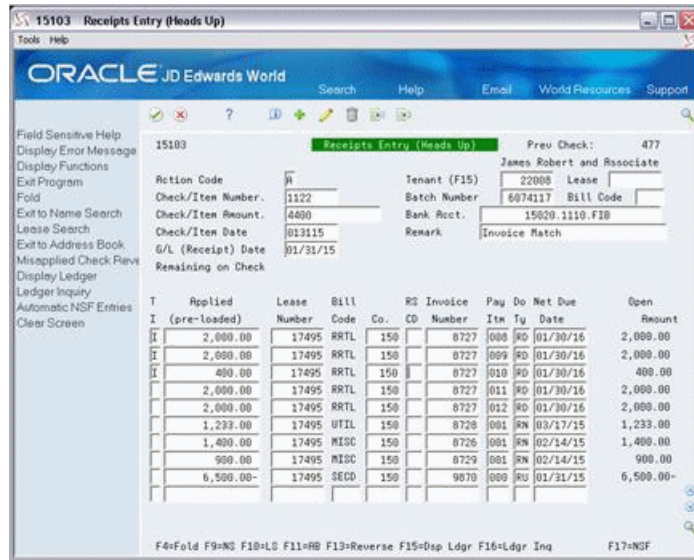 15103 Receipts Entry (Heads Up)
Tools Help
ORACLE JD Edwards World
Search Help Email World Resources Support
Field Sensitive Help
Display Error Message
Display Functions
Exit Program
Fold
Exit to Name Search
Lease Search
Exit to Address Book
Misapplied Check Reve
Display Ledger
Ledger Inquiry
Automatic NSF Entries
Clear Screen
15103 Receipts Entry (Heads Up) Prev Check: 477
James Robert and Associate
Action Code A Tenant (F15) 22008 Lease
Check/Item Number. 1122 Batch Number 6074117 Bill Code
Check/Item Amount. 4400 Bank Acct. 15020.1110.FIB
Check/Item Date 013115 Remark Invoice Match
G/L (Receipt) Date 01/31/15
Remaining on Check
T Applied Lease Bill RS Invoice Pay Do Net Due Open
I (pre-loaded) Number Code Co. CD Number Itm Ty Date Amount
I 2,000.00 17495 RRTL 150 8727 008 RD 01/30/16 2,000.00
I 2,000.00 17495 RRTL 150 8727 009 RD 01/30/16 2,000.00
I 400.00 17495 RRTL 150 8727 010 RD 01/30/16 400.00
2,000.00 17495 RRTL 150 8727 011 RD 01/30/16 2,000.00
2,000.00 17495 RRTL 150 8727 012 RD 01/30/16 2,000.00
1,233.00 17495 UTIL 150 8728 001 RN 03/17/15 1,233.00
1,400.00 17495 MISC 150 8726 001 RN 02/14/15 1,400.00
900.00 17495 MISC 150 8729 001 RN 02/14/15 900.00
6,500.00- 17495 SECD 150 9870 000 RU 01/31/15 6,500.00-
F4=Fold F9=NS F10=LS F11=AB F13=Reverse F15=Dsp Ldgr F16=Ldgr Inq F17=NSF